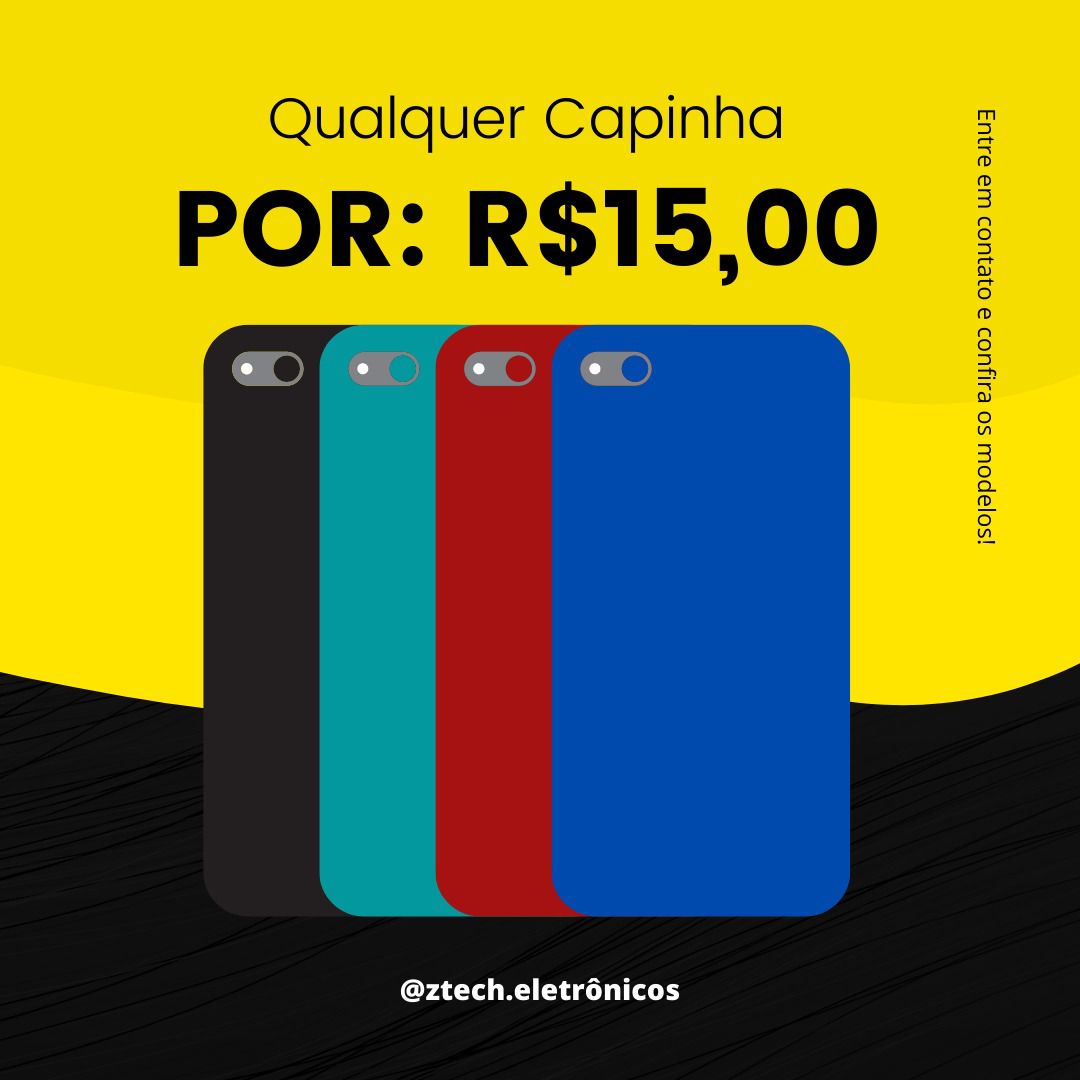 Qualquer Capinha
POR: R$15,00
Entre em contato e confira os modelos!
@ztech.eletrônicos